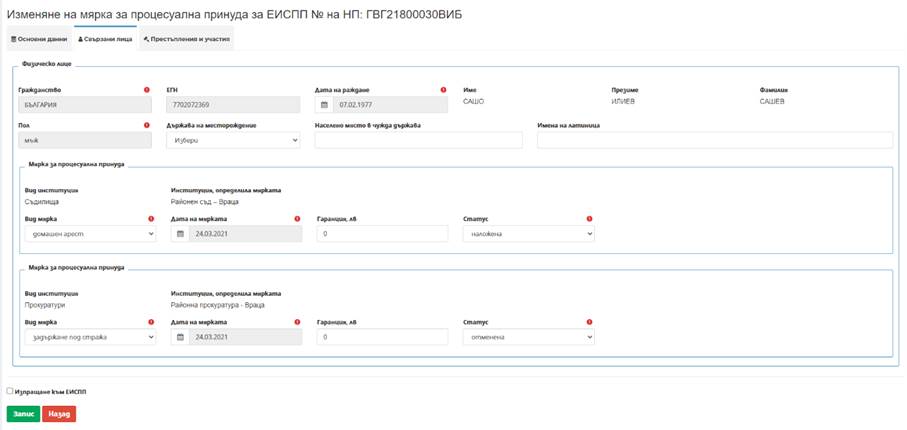 Изменяне на мярка за процесуална принуда за ЕИСПП № на НП: ГВГ21800030ВИБ
Основни данни Свързани лица Престъпления и участия
Физическо лице
Гражданство ЕГН Дата на раждане Име Презиме Фамилия
БЪЛГАРИЯ 7702072369 07.02.1977 САШО ИЛИЕВ САШЕВ
Пол Държава на месторождение Населено място в чужда държава Имена на латиница
мъж Избери
Мярка за процесуална принуда
Вид институция Институция, определила мярката
Съдилища Районен съд – Враца
Вид мярка Дата на мярката Гаранция, лв Статус
домашен арест 24.03.2021 0 наложена
Мярка за процесуална принуда
Вид институция Институция, определила мярката
Прокуратури Районна прокуратура - Враца
Вид мярка Дата на мярката Гаранция, лв Статус
задържане под стража 24.03.2021 0 отменена
Изпращане към ЕИСПП
Запис Назад